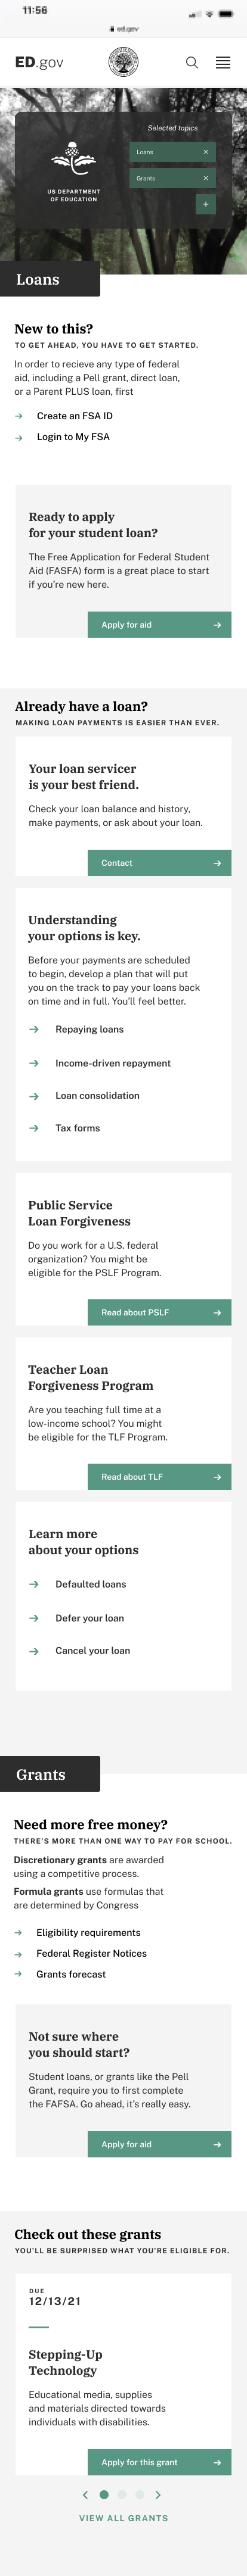 11:56
ed.gov
ED.gov
Selected topics
Loans
Grants
US DEPARTMENT
OF EDUCATION
Loans
New to this?
TO GET AHEAD, YOU HAVE TO GET STARTED.
In order to recieve any type of federal
aid, including a Pell grant, direct loan,
or a Parent PLUS loan, first
Create an FSA ID
Login to My FSA
Ready to apply
for your student loan?
The Free Application for Federal Student
Aid (FASFA) form is a great place to start
if you're new here.
Apply for aid
Already have a loan?
MAKING LOAN PAYMENTS IS EASIER THAN EVER.
Your loan servicer
is your best friend.
Check your loan balance and history,
make payments, or ask about your loan.
Contact
Understanding
your options is key.
Before your payments are scheduled
to begin, develop a plan that will put
you on the track to pay your loans back
on time and in full. You'll feel better.
Repaying loans
Income-driven repayment
Loan consolidation
Tax forms
Public Service
Loan Forgiveness
Do you work for a U.S. federal
organization? You might be
eligible for the PSLF Program.
Read about PSLF
Teacher Loan
Forgiveness Program
Are you teaching full time at a
low-income school? You might
be eligible for the TLF Program.
Read about TLF
Learn more
about your options
Defaulted loans
Defer your loan
Cancel your loan
Grants
Need more free money?
THERE'S MORE THAN ONE WAY TO PAY FOR SCHOOL.
Discretionary grants are awarded
using a competitive process.
Formula grants use formulas that
are determined by Congress
Eligibility requirements
Federal Register Notices
Grants forecast
Not sure where
you should start?
Student loans, or grants like the Pell
Grant, require you to first complete
the FAFSA. Go ahead, it's really easy.
Apply for aid
Check out these grants
YOU'LL BE SURPRISED WHAT YOU'RE ELIGIBLE FOR.
DUE
12/13/21
Stepping-Up
Technology
Educational media, supplies
and materials directed towards
individuals with disabilities.
Apply for this grant
VIEW ALL GRANTS